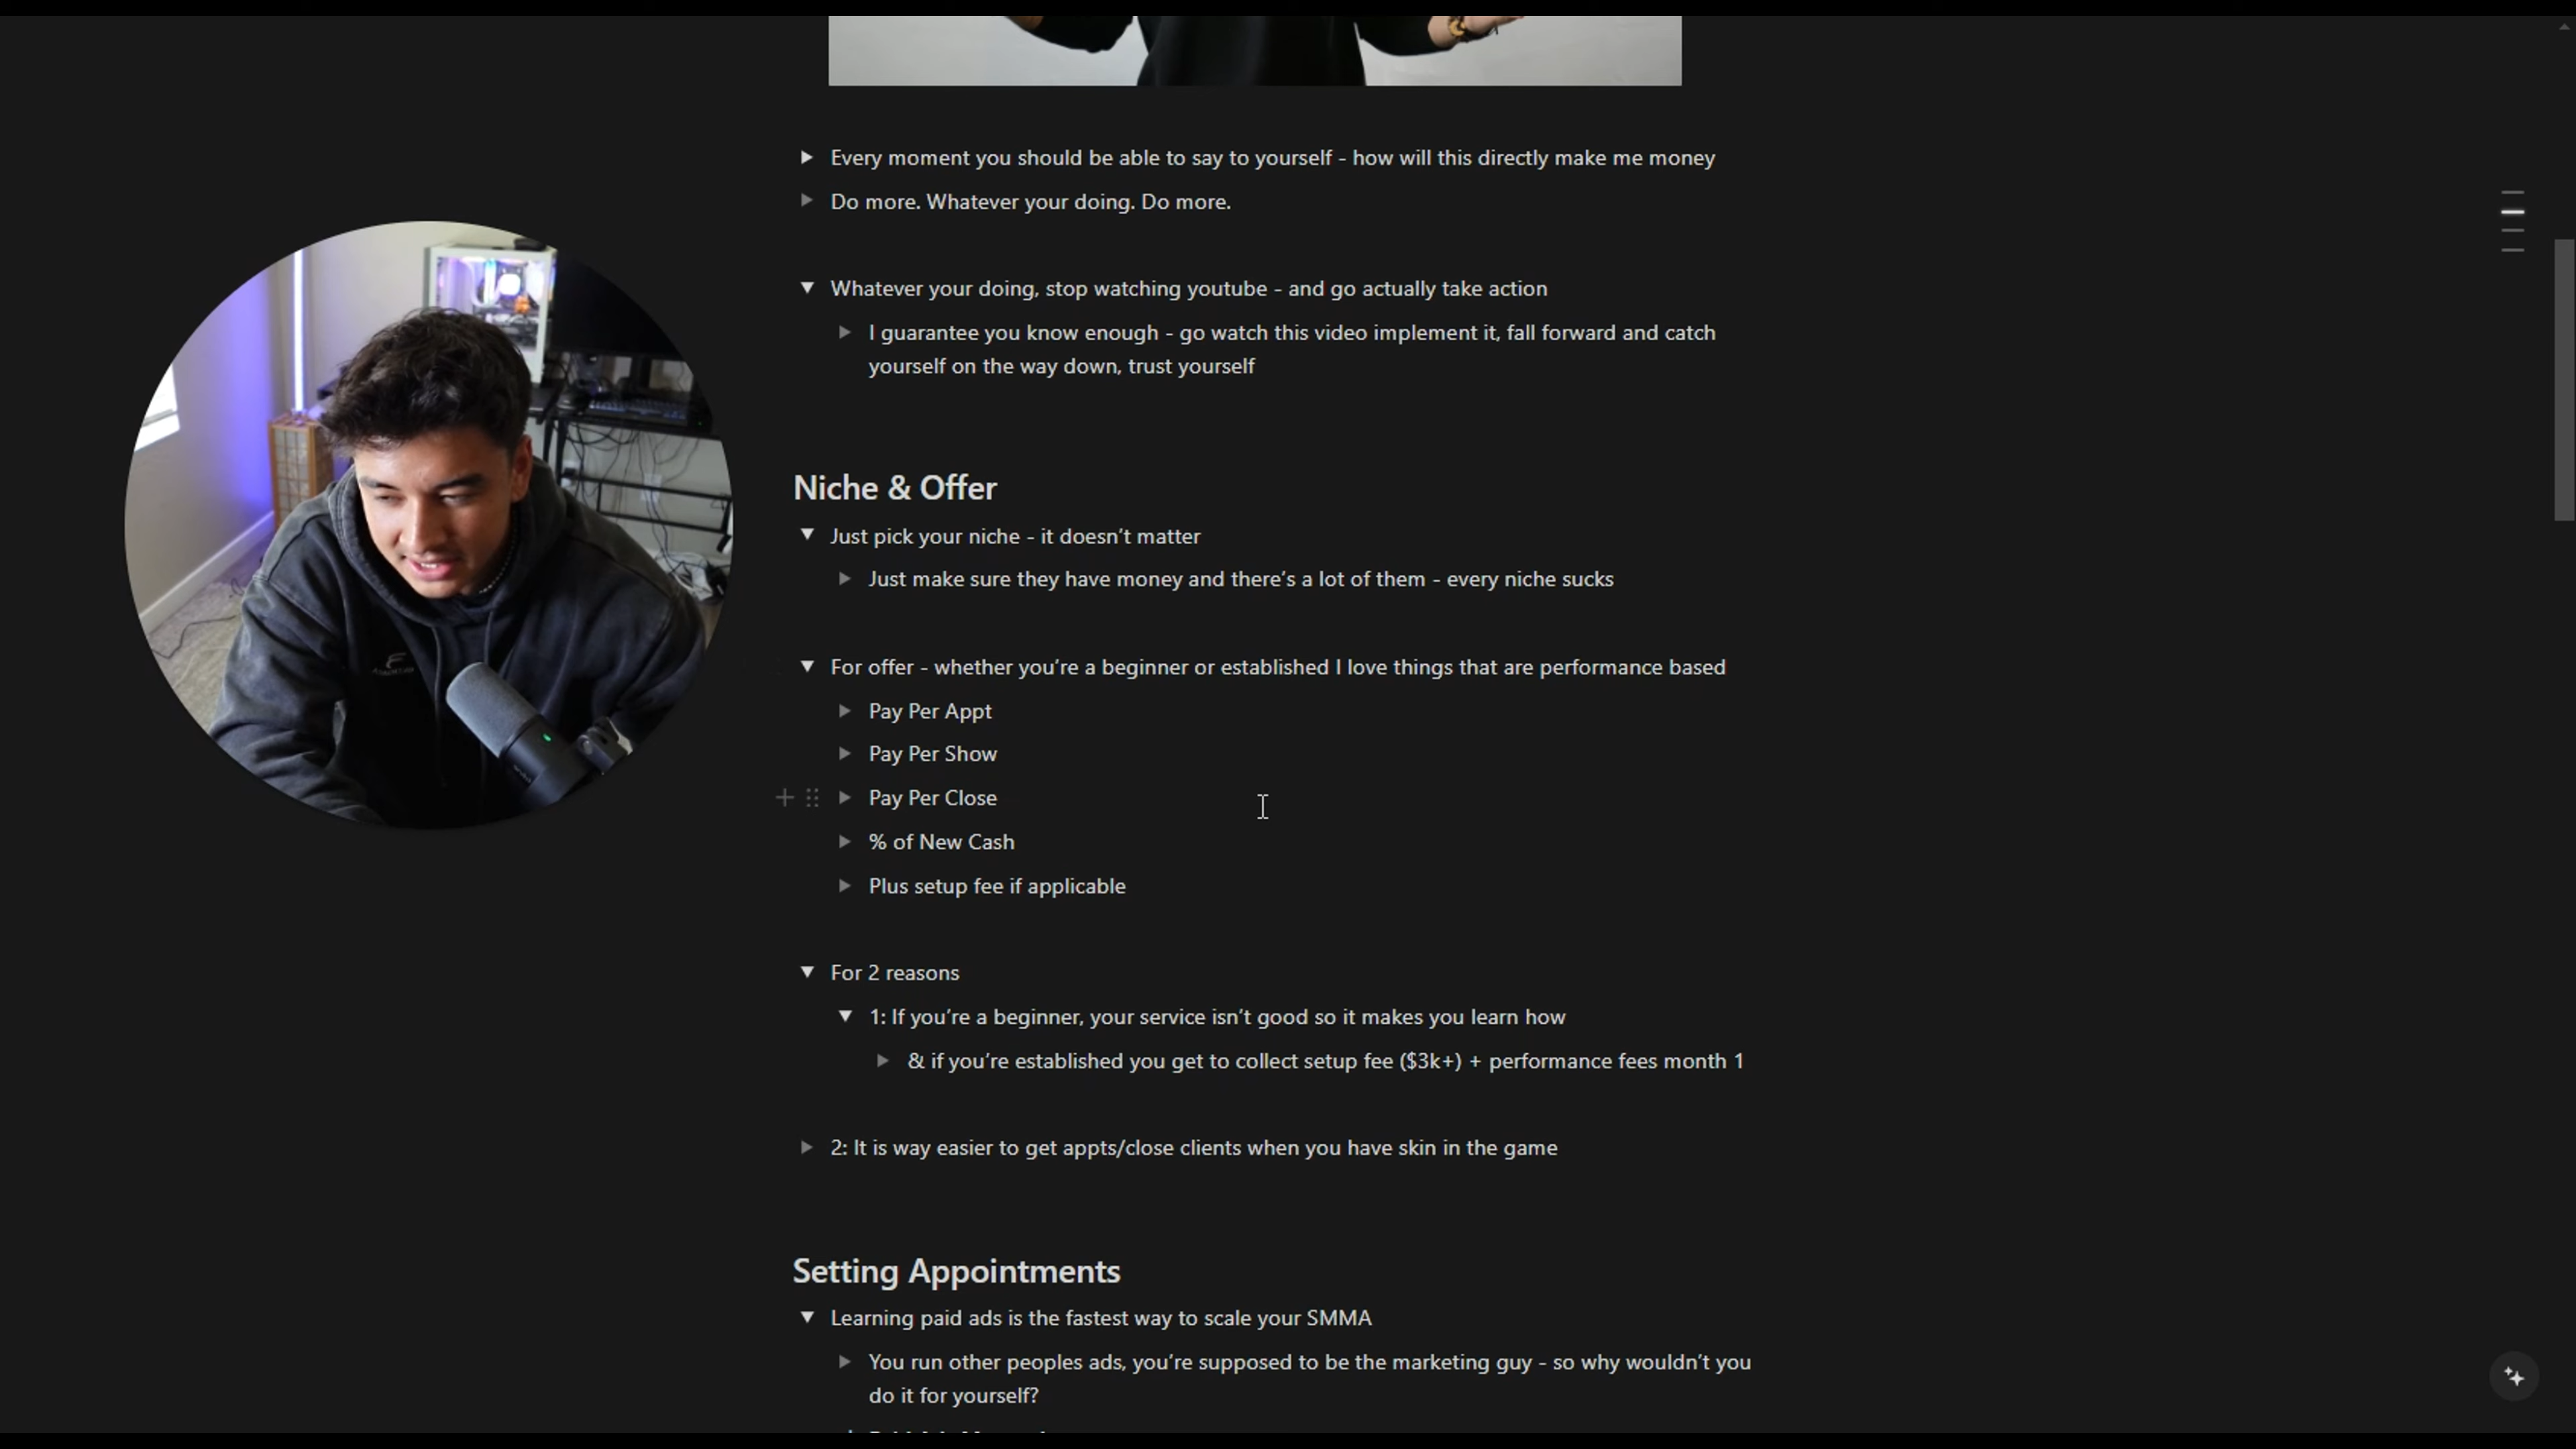 Every moment you should be able to say to yourself - how will this directly make me money
Do more. Whatever your doing. Do more.
Whatever your doing, stop watching youtube - and go actually take action
I guarantee you know enough - go watch this video implement it, fall forward and catch
yourself on the way down, trust yourself
Niche & Offer
Just pick your niche - it doesn't matter
Just make sure they have money and there's a lot of them - every niche sucks
For offer - whether you're a beginner or established I love things that are performance based
Pay Per Appt
Pay Per Show
Pay Per Close
% of New Cash
Plus setup fee if applicable
For 2 reasons
1: If you're a beginner, your service isn't good so it makes you learn how
& if you're established you get to collect setup fee ($3k+) + performance fees month 1
2: It is way easier to get appts/close clients when you have skin in the game
Setting Appointments
Learning paid ads is the fastest way to scale your SMMA
You run other peoples ads, you're supposed to be the marketing guy - so why wouldn't you
do it for yourself?